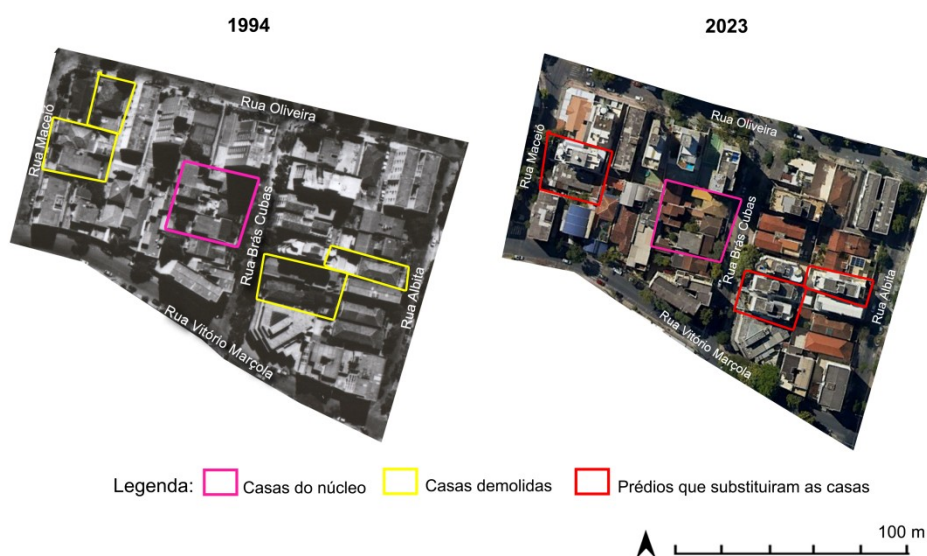 1994
2023
Rua Oliveira
Rua Maceió
Rua Brás Cubas
Rua Albita
Rua Vitório Marçola
Rua Oliveira
Rua Maceió
Rua Brás Cubas
Rua Albita
Rua Vitório Marçola
Legenda: Casas do núcleo Casas demolidas Prédios que substituiram as casas
100 m